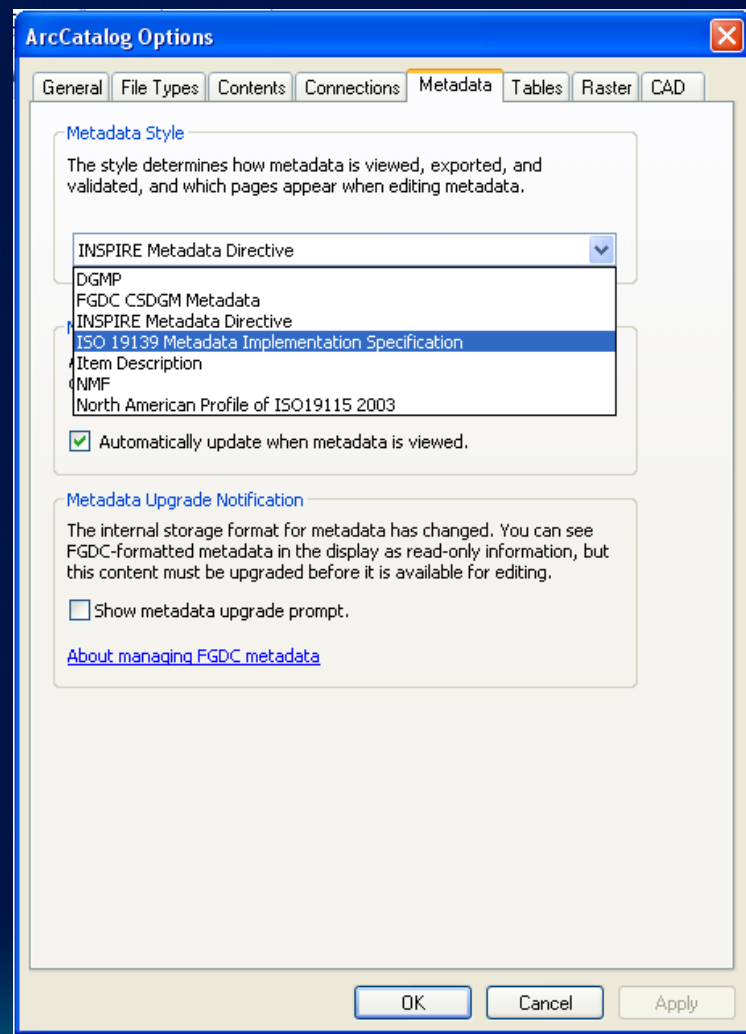 ArcCatalog Options
General File Types Contents Connections Metadata Tables Raster CAD
Metadata Style
The style determines how metadata is viewed, exported, and
validated, and which pages appear when editing metadata.
INSPIRE Metadata Directive
DGMP
FGDC CSDGM Metadata
INSPIRE Metadata Directive
ISO 19139 Metadata Implementation Specification
Item Description
NMF
North American Profile of ISO19115 2003
Automatically update when metadata is viewed.
Metadata Upgrade Notification
The internal storage format for metadata has changed. You can see
FGDC-formatted metadata in the display as read-only information, but
this content must be upgraded before it is available for editing.
Show metadata upgrade prompt.
About managing FGDC metadata
OK Cancel Apply